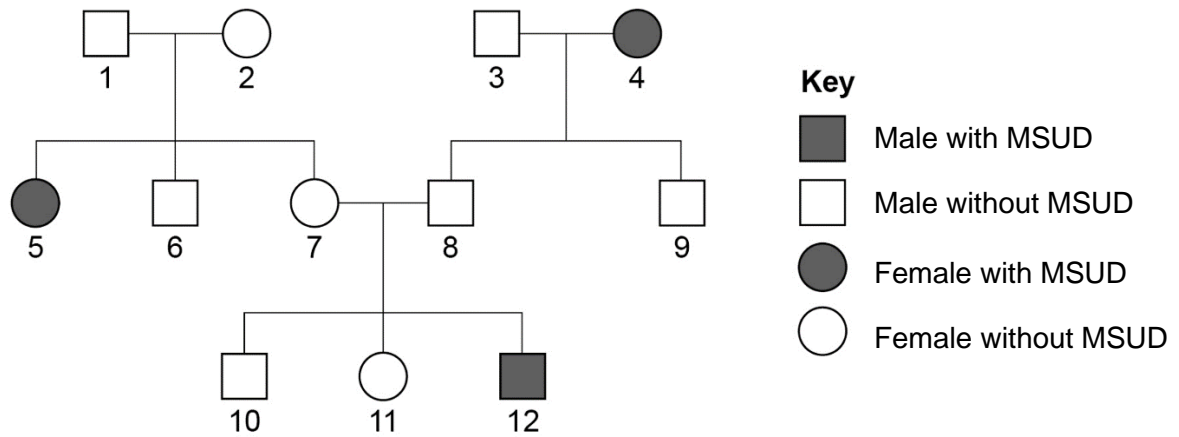 1 2 3 4
Key
Male with MSUD
Male without MSUD
Female with MSUD
Female without MSUD
5 6 7 8 9
10 11 12